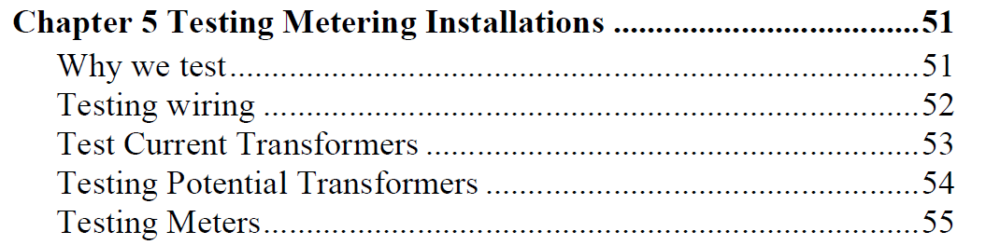 Chapter 5 Testing Metering Installations ...................................51
Why we test...............................................................................51
Testing wiring ...........................................................................52
Test Current Transformers ........................................................53
Testing Potential Transformers .................................................54
Testing Meters...........................................................................55